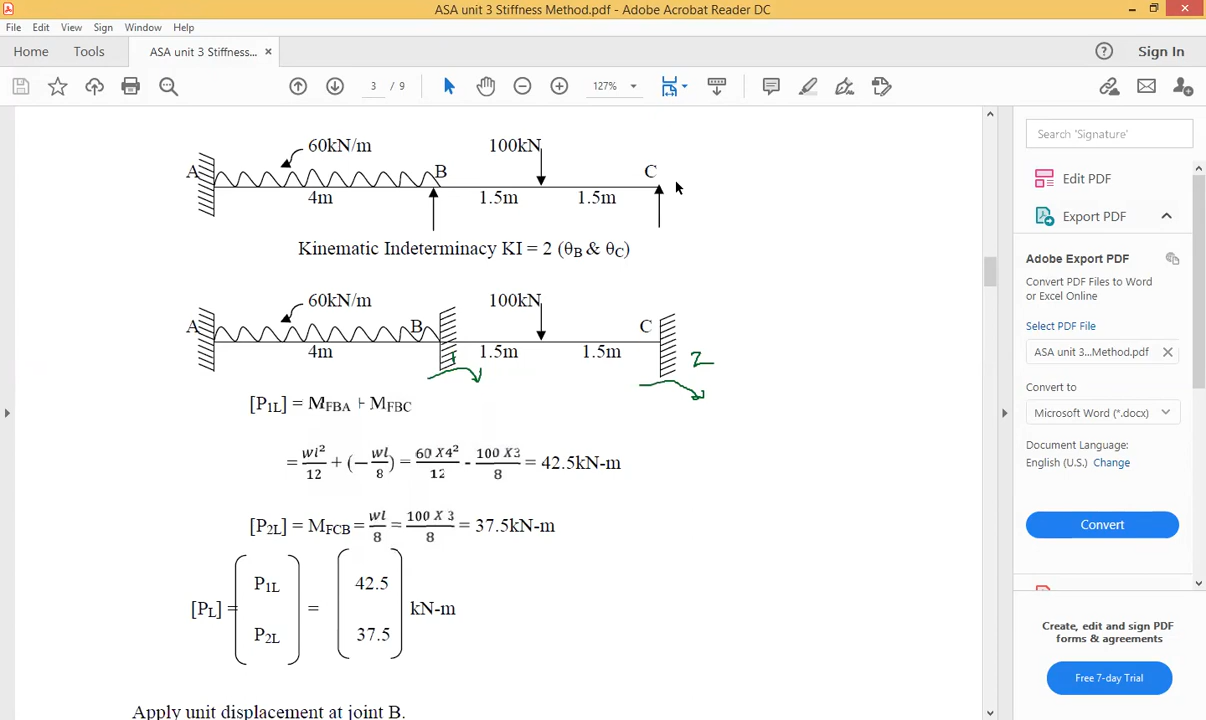 ASA unit 3 Stiffness Method.pdf - Adobe Acrobat Reader DC
File Edit View Sign Window Help
Home Tools ASA unit 3 Stiffness... × Sign In
3 / 9 127%
60kN/m 100kN
A B C
4m 1.5m 1.5m
Kinematic Indeterminacy KI = 2 (θB & θC)
60kN/m 100kN
A B C
4m 1 1.5m 1.5m 2
[P1L] = MFBA + MFBC
= wl²/12 + (− wl/8) = 60 X4²/12 - 100 X3/8 = 42.5kN-m
[P2L] = MFCB = wl/8 = 100 X 3/8 = 37.5kN-m
P1L 42.5
[PL] = = kN-m
P2L 37.5
Apply unit displacement at joint B.
Search 'Signature'
Edit PDF
Export PDF
Adobe Export PDF
Convert PDF Files to Word
or Excel Online
Select PDF File
ASA unit 3...Method.pdf ×
Convert to
Microsoft Word (*.docx)
Document Language:
English (U.S.) Change
Convert
Create, edit and sign PDF
forms & agreements
Free 7-day Trial